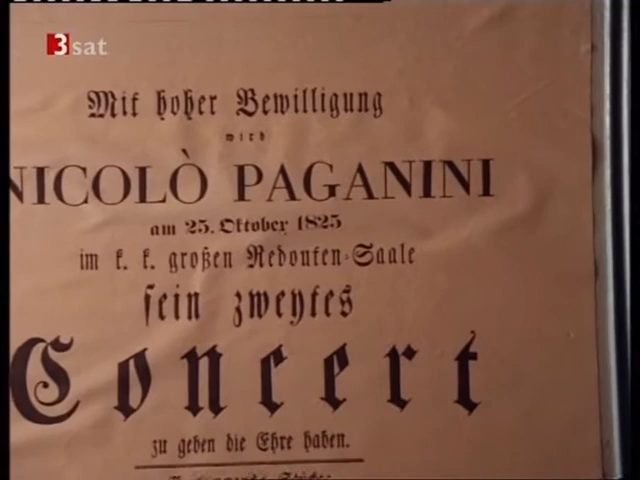 3sat
Mit hoher Bewilligung
wird
NICOLÒ PAGANINI
am 25. Oktober 1825
im k. k. großen Redouten-Saale
sein zweytes
Concert
zu geben die Ehre haben.